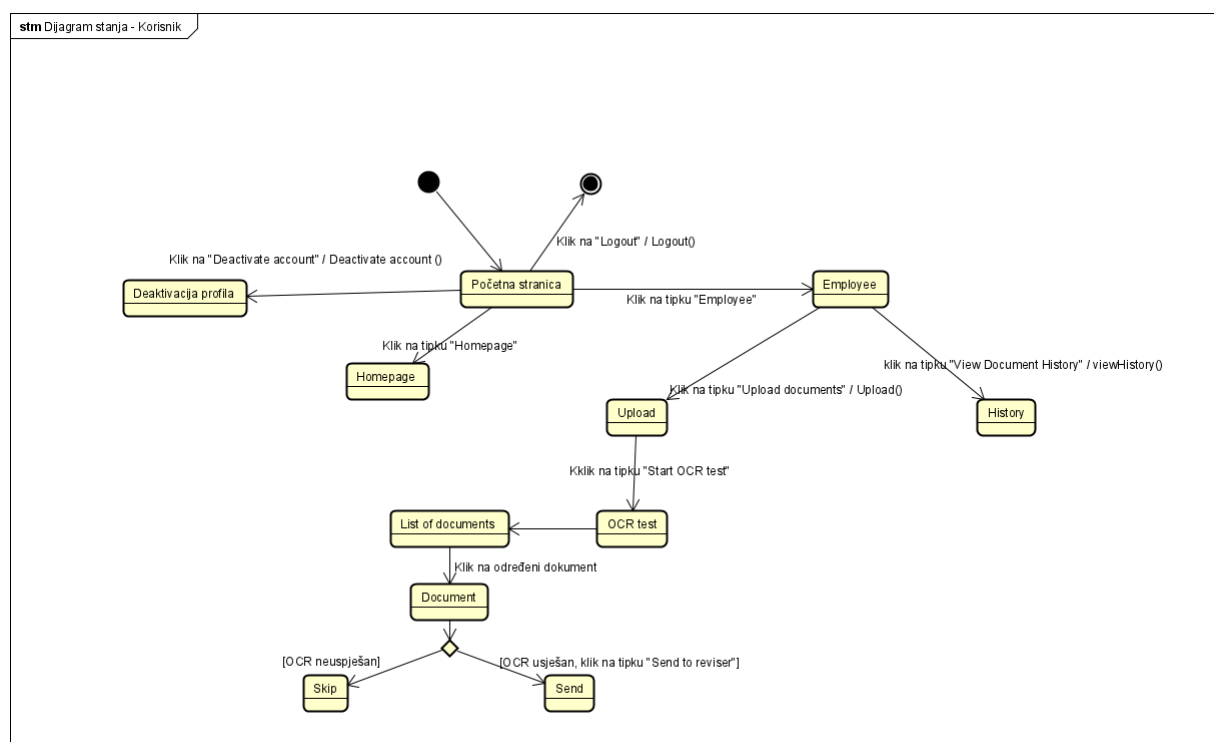 stm Dijagram stanja - Korisnik
Klik na "Logout" / Logout()
Klik na "Deactivate account" / Deactivate account ()
Deaktivacija profila
Početna stranica
Employee
Klik na tipku "Employee"
Klik na tipku "Homepage"
Homepage
klik na tipku "View Document History" / viewHistory()
Klik na tipku "Upload documents" / Upload()
Upload
History
Kklik na tipku "Start OCR test"
List of documents
OCR test
Klik na određeni dokument
Document
[OCR neuspješan]
[OCR usješan, klik na tipku "Send to reviser"]
Skip
Send